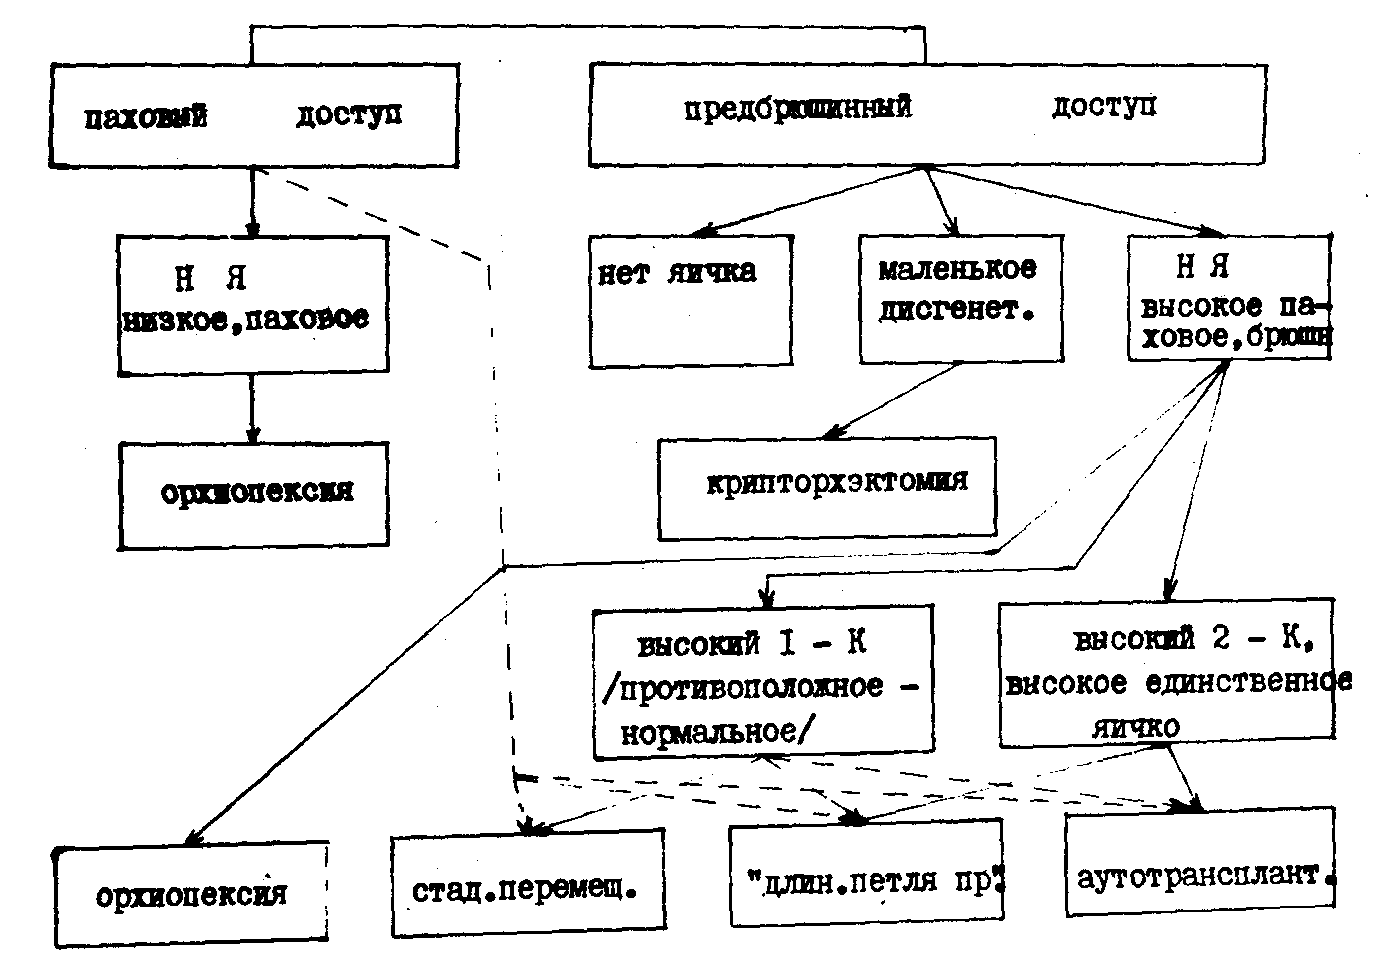 паховый доступ
предбрюшинный доступ
Н Я
низкое, паховое
нет яичка
маленькое
дисгенет.
Н Я
высокое па-
ховое, брюшн
орхиопексия
крипторхэктомия
высокий I - К
/противоположное -
нормальное/
высокий 2 - К,
высокое единственное
яичко
орхиопексия
стад.перемещ.
"длин.петля пр".
аутотрансплант.